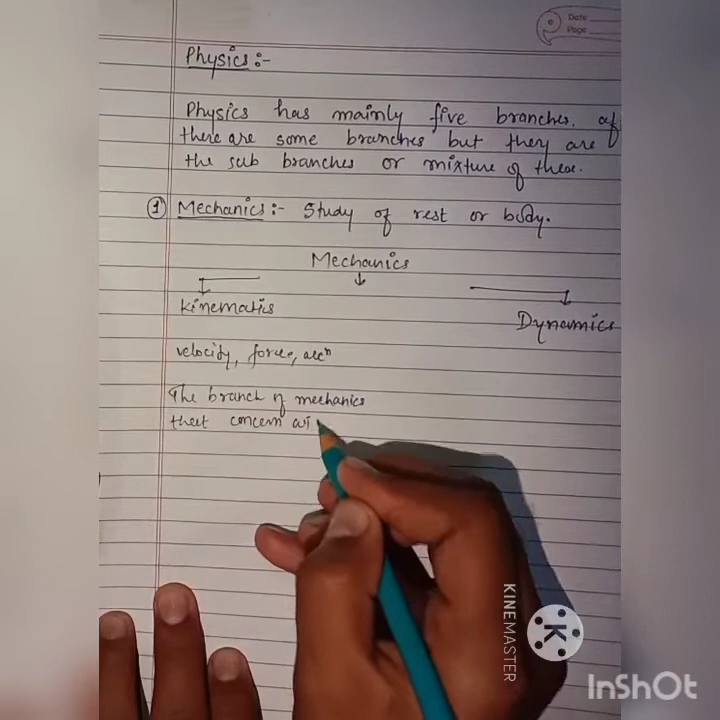 Date
Page
Physics :-
Physics has mainly five branches. of
there are some branches but they are
the sub branches or mixture of these.
1 Mechanics :- Study of rest or body.
Mechanics
Kinematics
Dynamics
velocity, force, accn
The branch of mechanics
that concern wi
KINEMASTER
InShOt